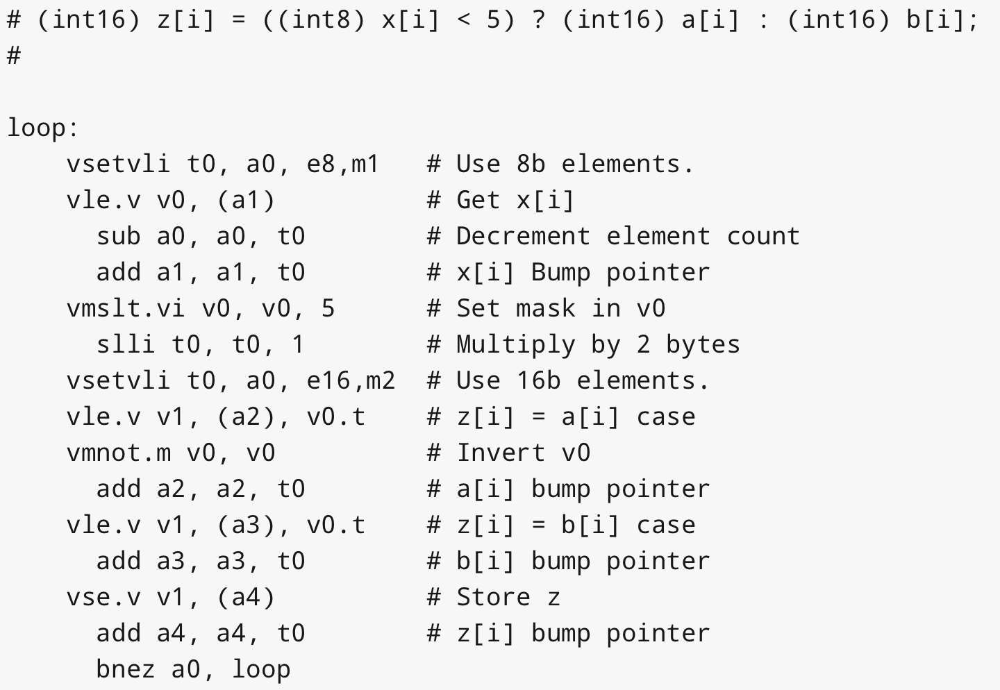 # (int16) z[i] = ((int8) x[i] < 5) ? (int16) a[i] : (int16) b[i];
#

loop:
    vsetvli t0, a0, e8,m1   # Use 8b elements.
    vle.v v0, (a1)          # Get x[i]
      sub a0, a0, t0        # Decrement element count
      add a1, a1, t0        # x[i] Bump pointer
    vmslt.vi v0, v0, 5      # Set mask in v0
      slli t0, t0, 1        # Multiply by 2 bytes
    vsetvli t0, a0, e16,m2  # Use 16b elements.
    vle.v v1, (a2), v0.t    # z[i] = a[i] case
    vmnot.m v0, v0          # Invert v0
      add a2, a2, t0        # a[i] bump pointer
    vle.v v1, (a3), v0.t    # z[i] = b[i] case
      add a3, a3, t0        # b[i] bump pointer
    vse.v v1, (a4)          # Store z
      add a4, a4, t0        # z[i] bump pointer
      bnez a0, loop